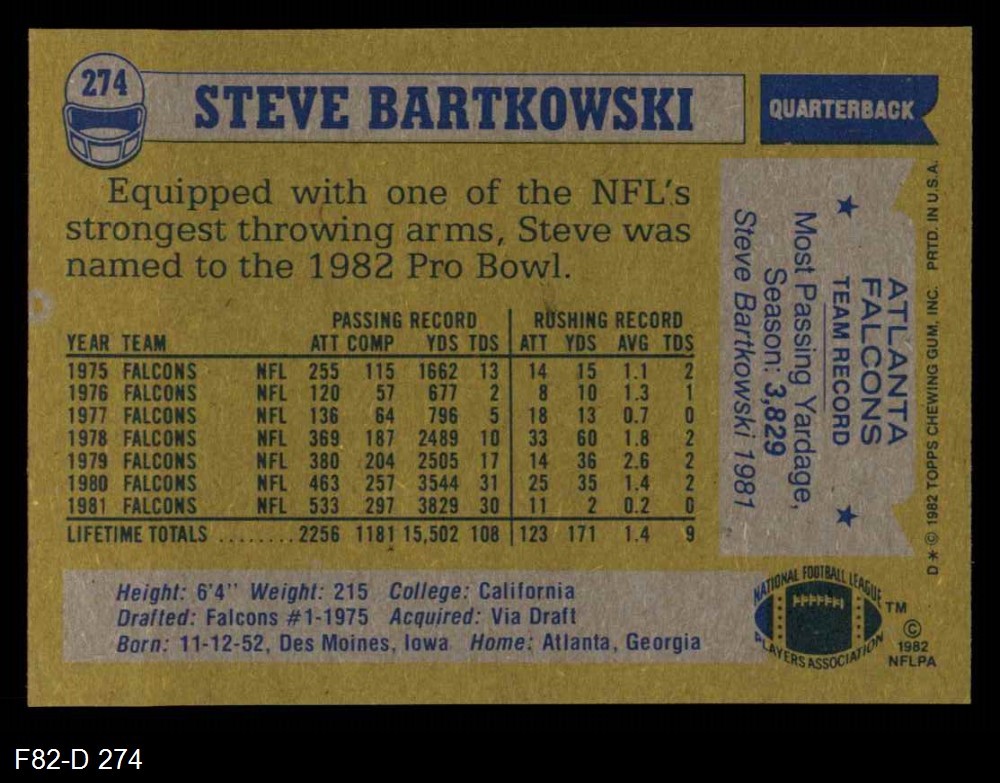 274
STEVE BARTKOWSKI
QUARTERBACK
Equipped with one of the NFL's
strongest throwing arms, Steve was
named to the 1982 Pro Bowl.
PASSING RECORD RUSHING RECORD
YEAR TEAM ATT COMP YDS TDS ATT YDS AVG TDS
1975 FALCONS NFL 255 115 1662 13 14 15 1.1 2
1976 FALCONS NFL 120 57 677 2 8 10 1.3 1
1977 FALCONS NFL 136 64 796 5 18 13 0.7 0
1978 FALCONS NFL 369 187 2489 10 33 60 1.8 2
1979 FALCONS NFL 380 204 2505 17 14 36 2.6 2
1980 FALCONS NFL 463 257 3544 31 25 35 1.4 2
1981 FALCONS NFL 533 297 3829 30 11 2 0.2 0
LIFETIME TOTALS ........ 2256 1181 15,502 108 123 171 1.4 9
Height: 6'4" Weight: 215 College: California
Drafted: Falcons #1-1975 Acquired: Via Draft
Born: 11-12-52, Des Moines, Iowa Home: Atlanta, Georgia
ATLANTA
FALCONS
★ TEAM RECORD ★
Most Passing Yardage,
Season: 3,829
Steve Bartkowski 1981
D * © 1982 TOPPS CHEWING GUM, INC. PRTD. IN U.S.A.
NATIONAL FOOTBALL LEAGUE
PLAYERS ASSOCIATION
TM
©
1982
NFLPA
F82-D 274